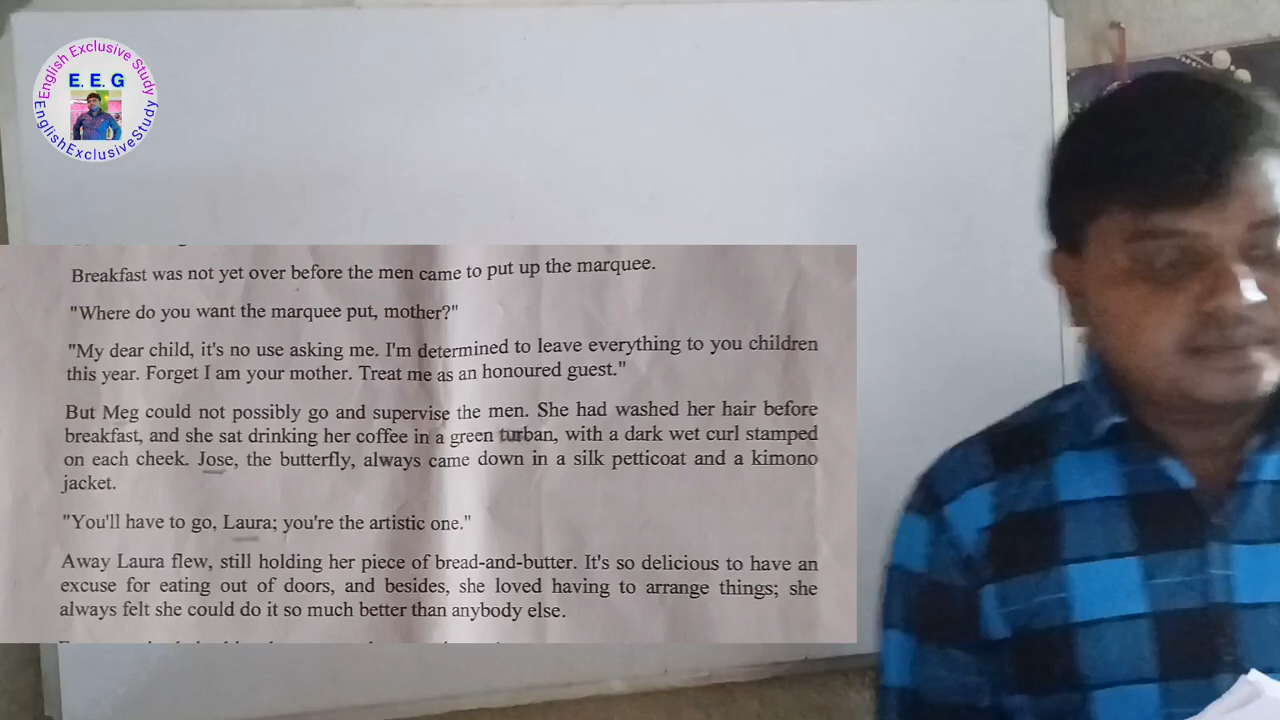 English Exclusive Study
E. E. G
EnglishExclusiveStudy
Breakfast was not yet over before the men came to put up the marquee.
"Where do you want the marquee put, mother?"
"My dear child, it's no use asking me. I'm determined to leave everything to you children
this year. Forget I am your mother. Treat me as an honoured guest."
But Meg could not possibly go and supervise the men. She had washed her hair before
breakfast, and she sat drinking her coffee in a green turban, with a dark wet curl stamped
on each cheek. Jose, the butterfly, always came down in a silk petticoat and a kimono
jacket.
"You'll have to go, Laura; you're the artistic one."
Away Laura flew, still holding her piece of bread-and-butter. It's so delicious to have an
excuse for eating out of doors, and besides, she loved having to arrange things; she
always felt she could do it so much better than anybody else.